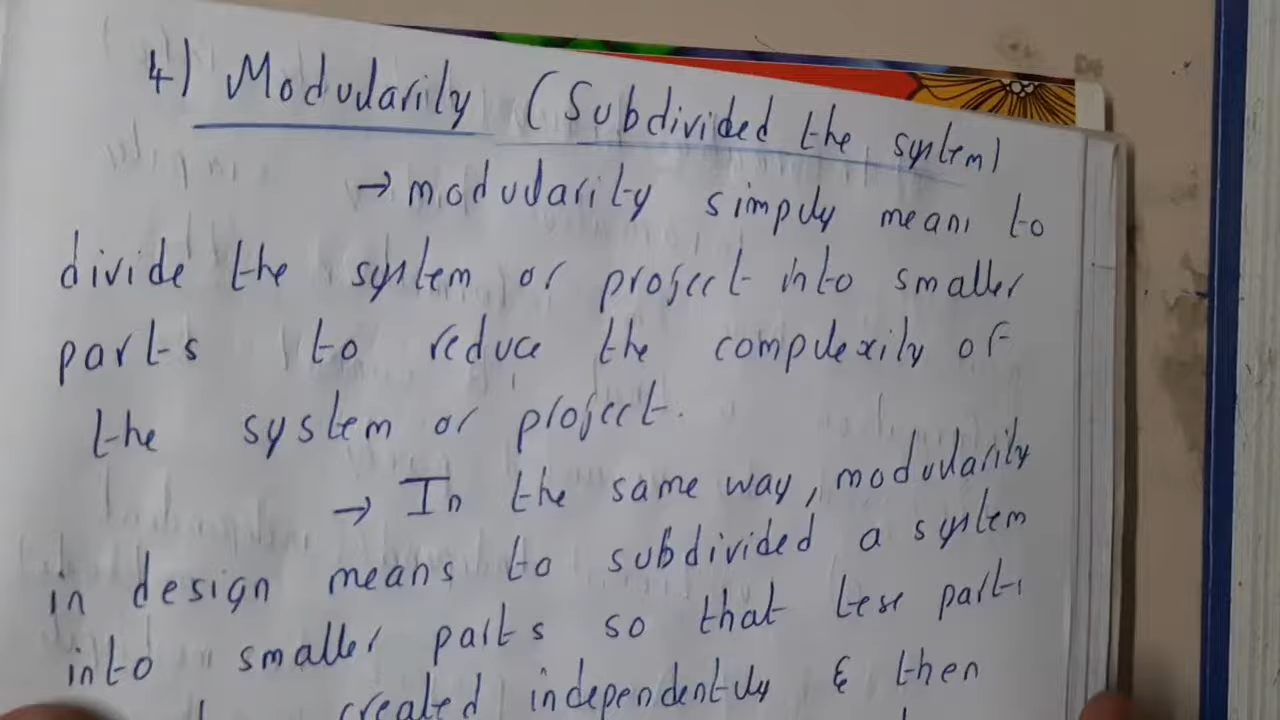 4) Modularity (Subdivided the system)
→ modularity simply means to
divide the system or project into smaller
parts to reduce the complexity of
the system or project.
→ In the same way, modularity
in design means to subdivided a system
into smaller parts so that tese parts
created independently & then